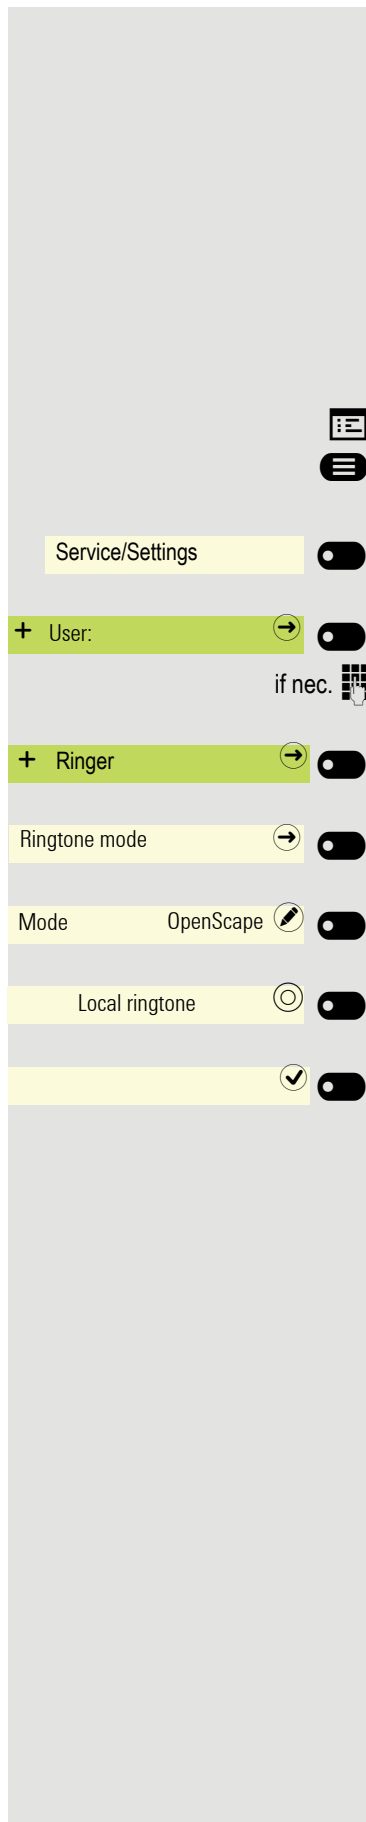 Service/Settings
+ User:
if nec.
+ Ringer
Ringtone mode
Mode OpenScape
Local ringtone